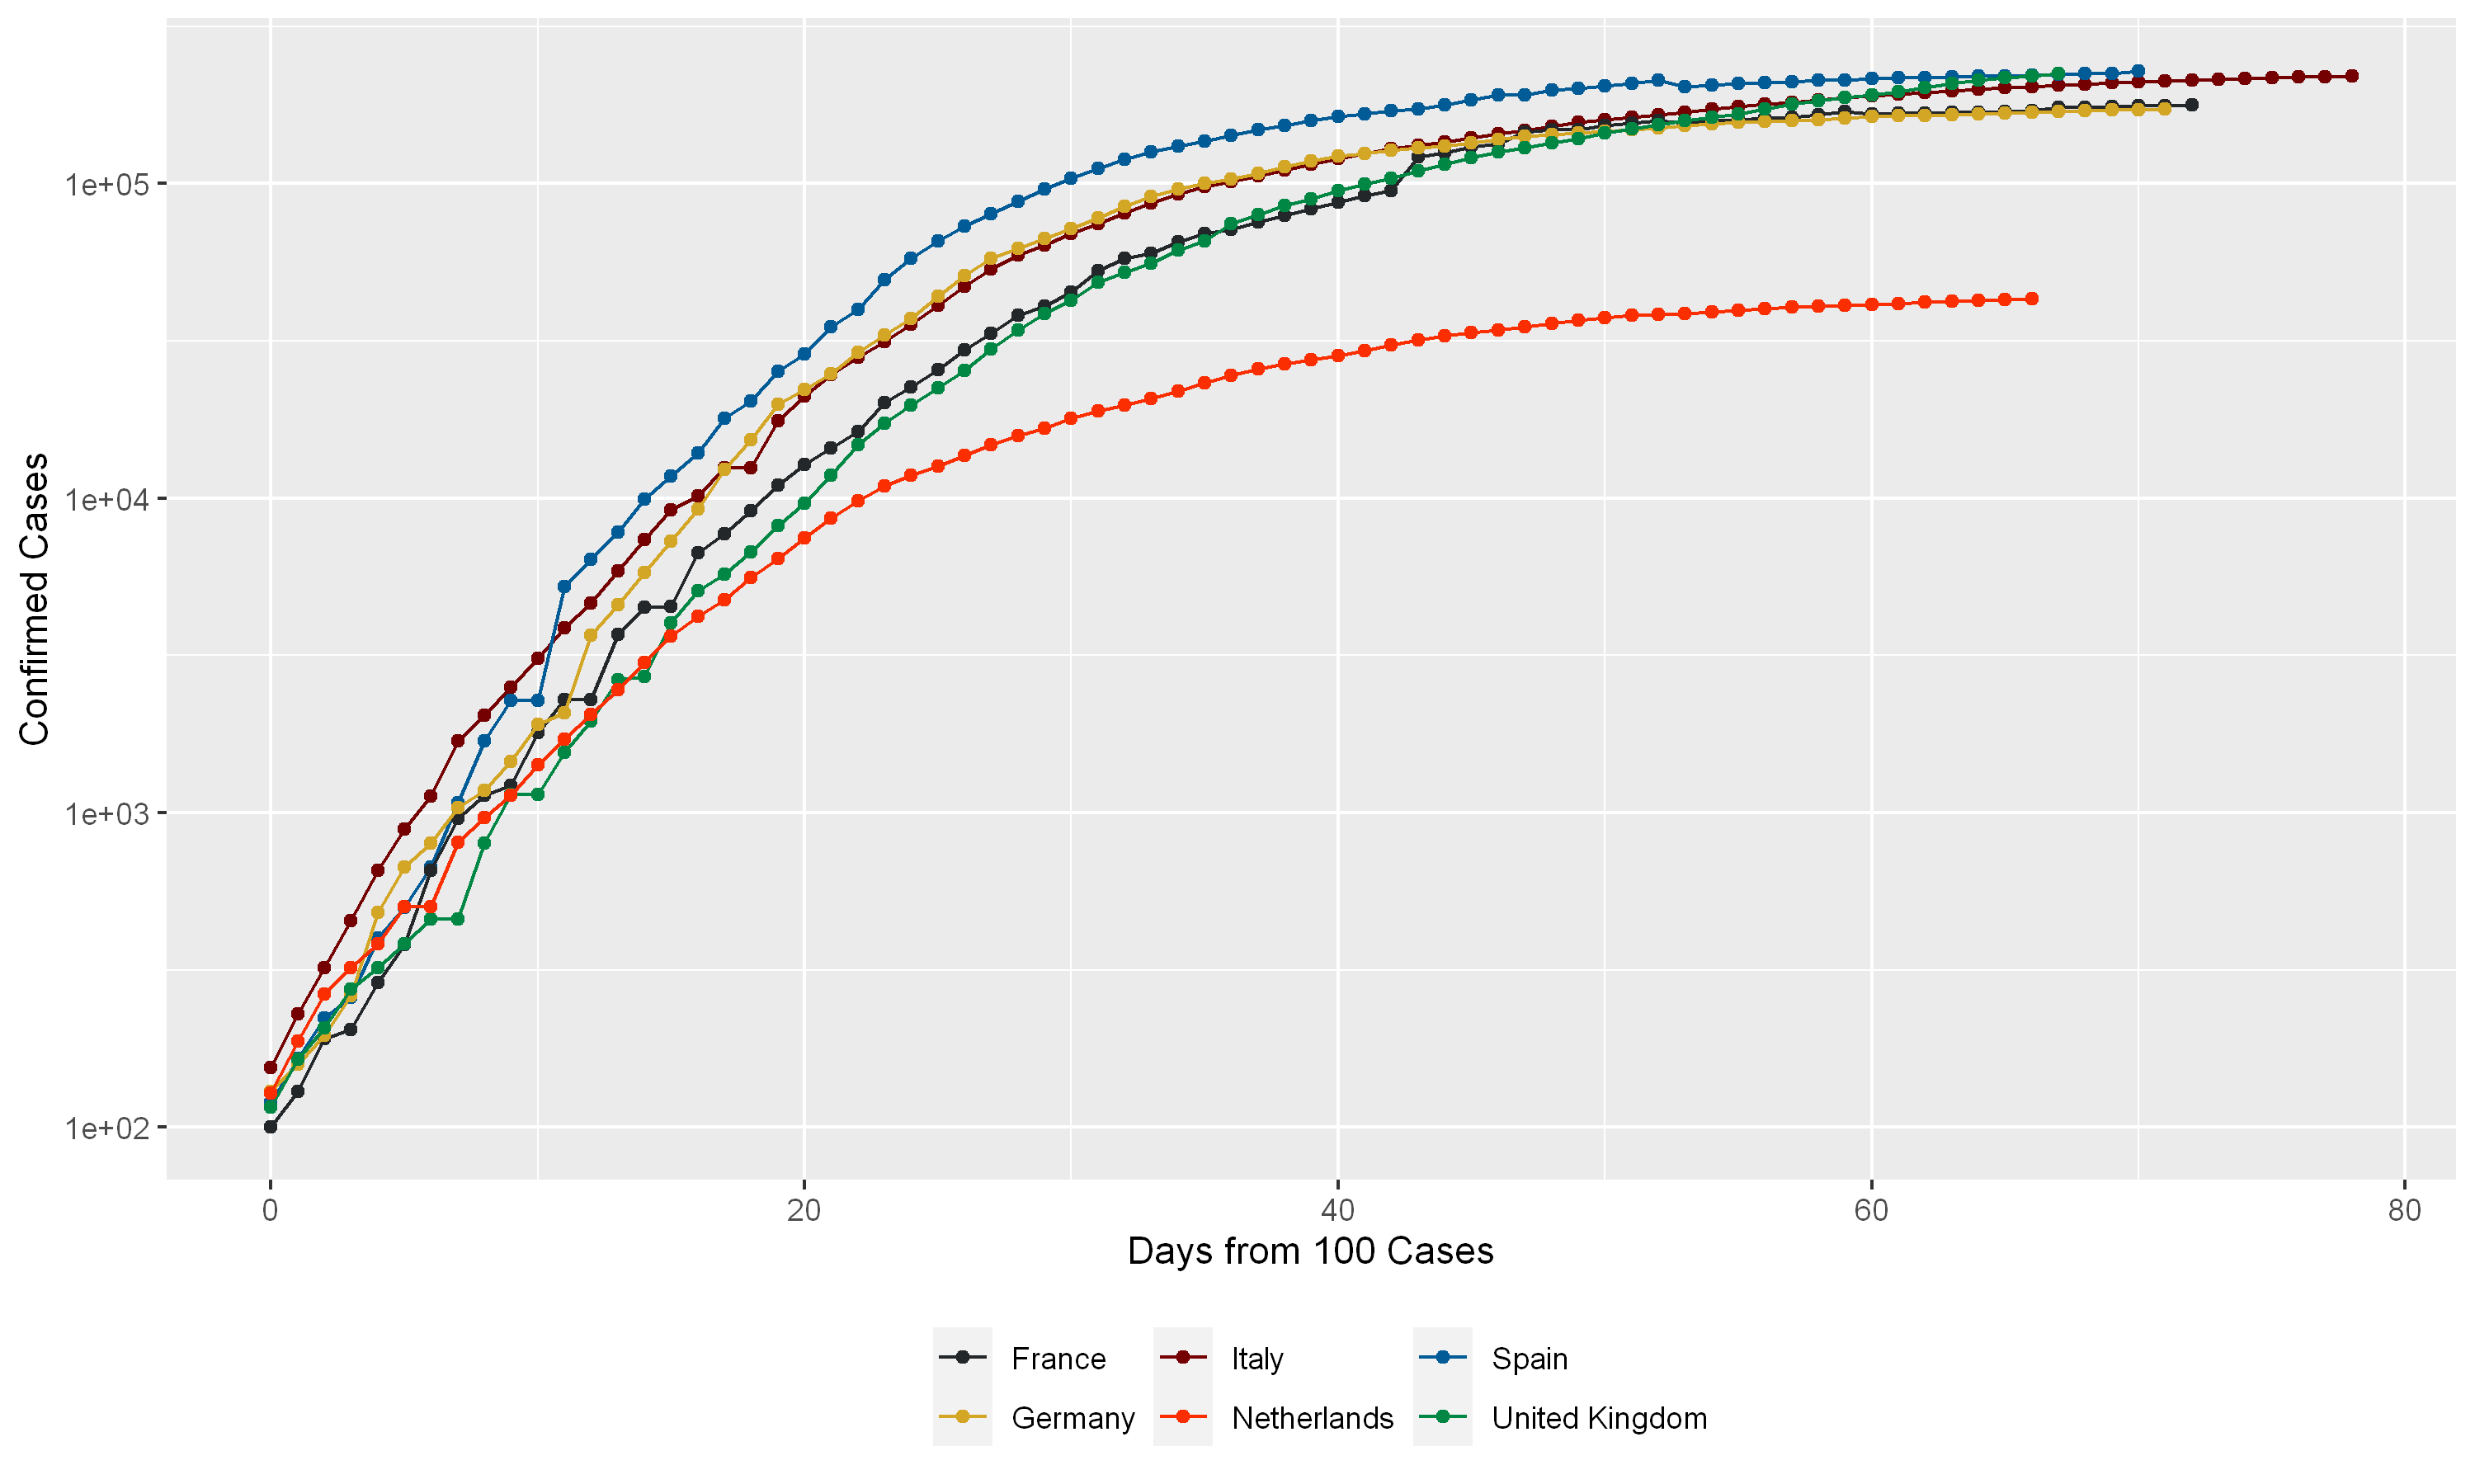 Confirmed Cases
1e+05
1e+04
1e+03
1e+02
0 20 40 60 80
Days from 100 Cases
France Italy Spain
Germany Netherlands United Kingdom